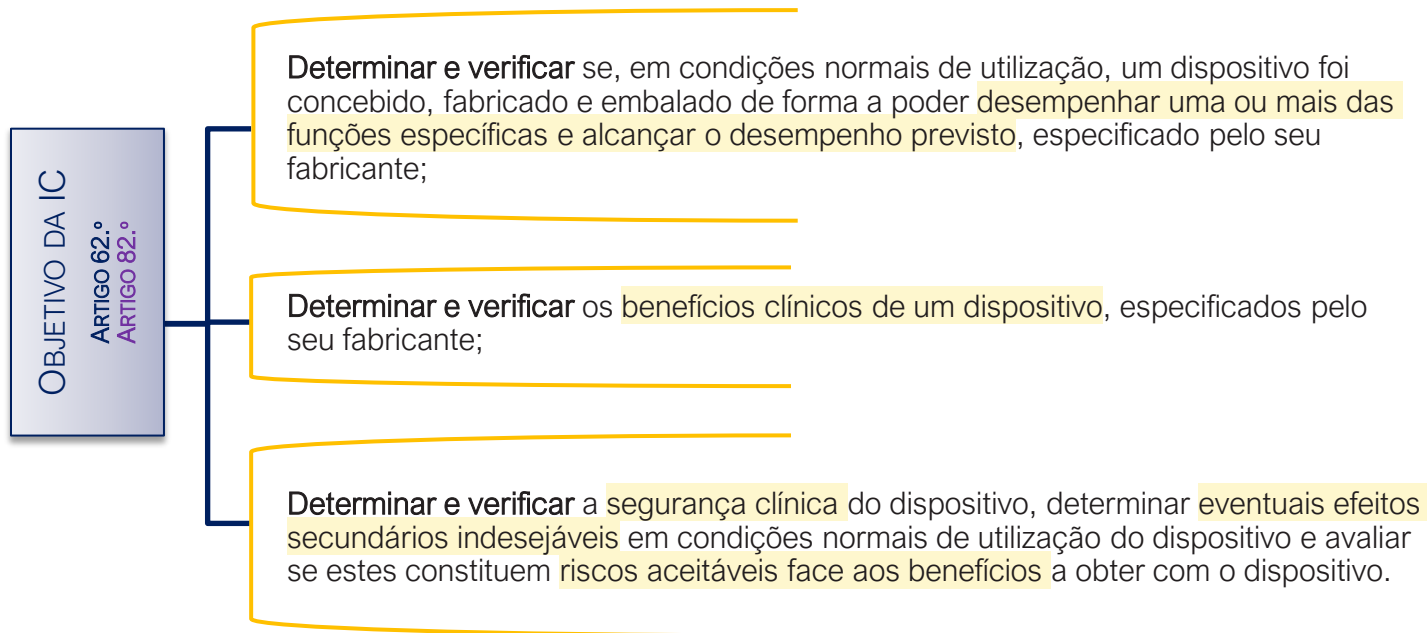 OBJETIVO DA IC
ARTIGO 62.º
ARTIGO 82.º
Determinar e verificar se, em condições normais de utilização, um dispositivo foi
concebido, fabricado e embalado de forma a poder desempenhar uma ou mais das
funções específicas e alcançar o desempenho previsto, especificado pelo seu
fabricante;
Determinar e verificar os benefícios clínicos de um dispositivo, especificados pelo
seu fabricante;
Determinar e verificar a segurança clínica do dispositivo, determinar eventuais efeitos
secundários indesejáveis em condições normais de utilização do dispositivo e avaliar
se estes constituem riscos aceitáveis face aos benefícios a obter com o dispositivo.